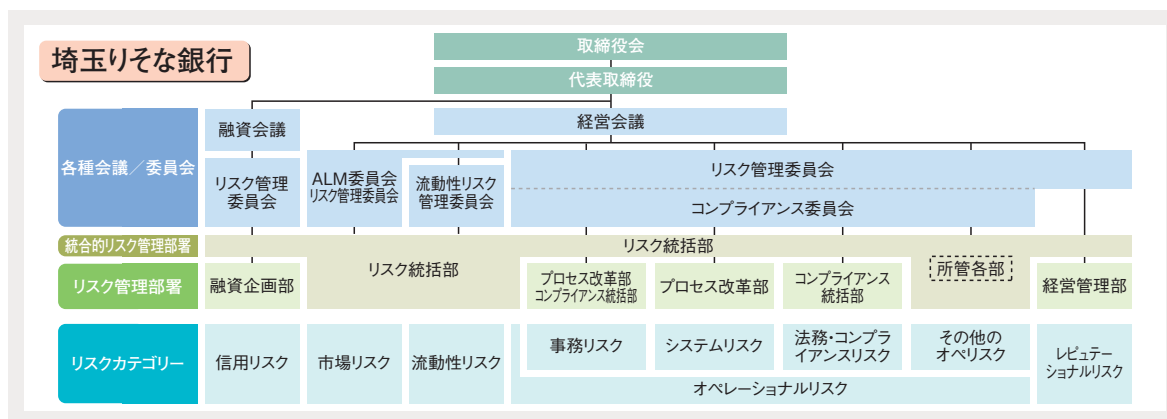 埼玉りそな銀行
取締役会
代表取締役
各種会議／委員会
融資会議
経営会議
リスク管理
委員会
ALM委員会
リスク管理委員会
流動性リスク
管理委員会
リスク管理委員会
コンプライアンス委員会
統合的リスク管理部署
リスク統括部
リスク管理部署
融資企画部
リスク統括部
プロセス改革部
コンプライアンス統括部
プロセス改革部
コンプライアンス
統括部
所管各部
経営管理部
リスクカテゴリー
信用リスク
市場リスク
流動性リスク
事務リスク
システムリスク
法務・コンプラ
イアンスリスク
その他の
オペリスク
オペレーショナルリスク
レピュテー
ショナルリスク